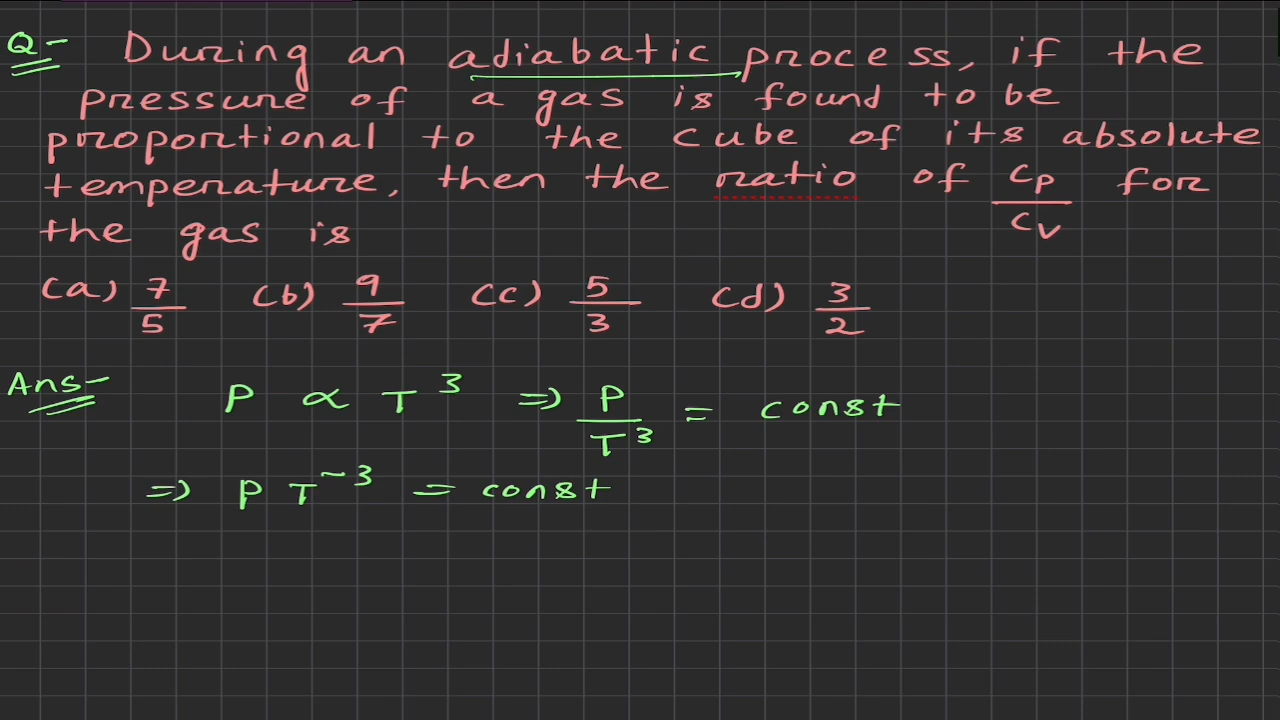 Q- During an adiabatic process, if the
pressure of a gas is found to be
proportional to the cube of its absolute
temperature, then the ratio of Cp/Cv for
the gas is
(a) 7/5 (b) 9/7 (c) 5/3 (d) 3/2
Ans- P ∝ T³ ⇒ P/T³ = const
⇒ P T⁻³ = const